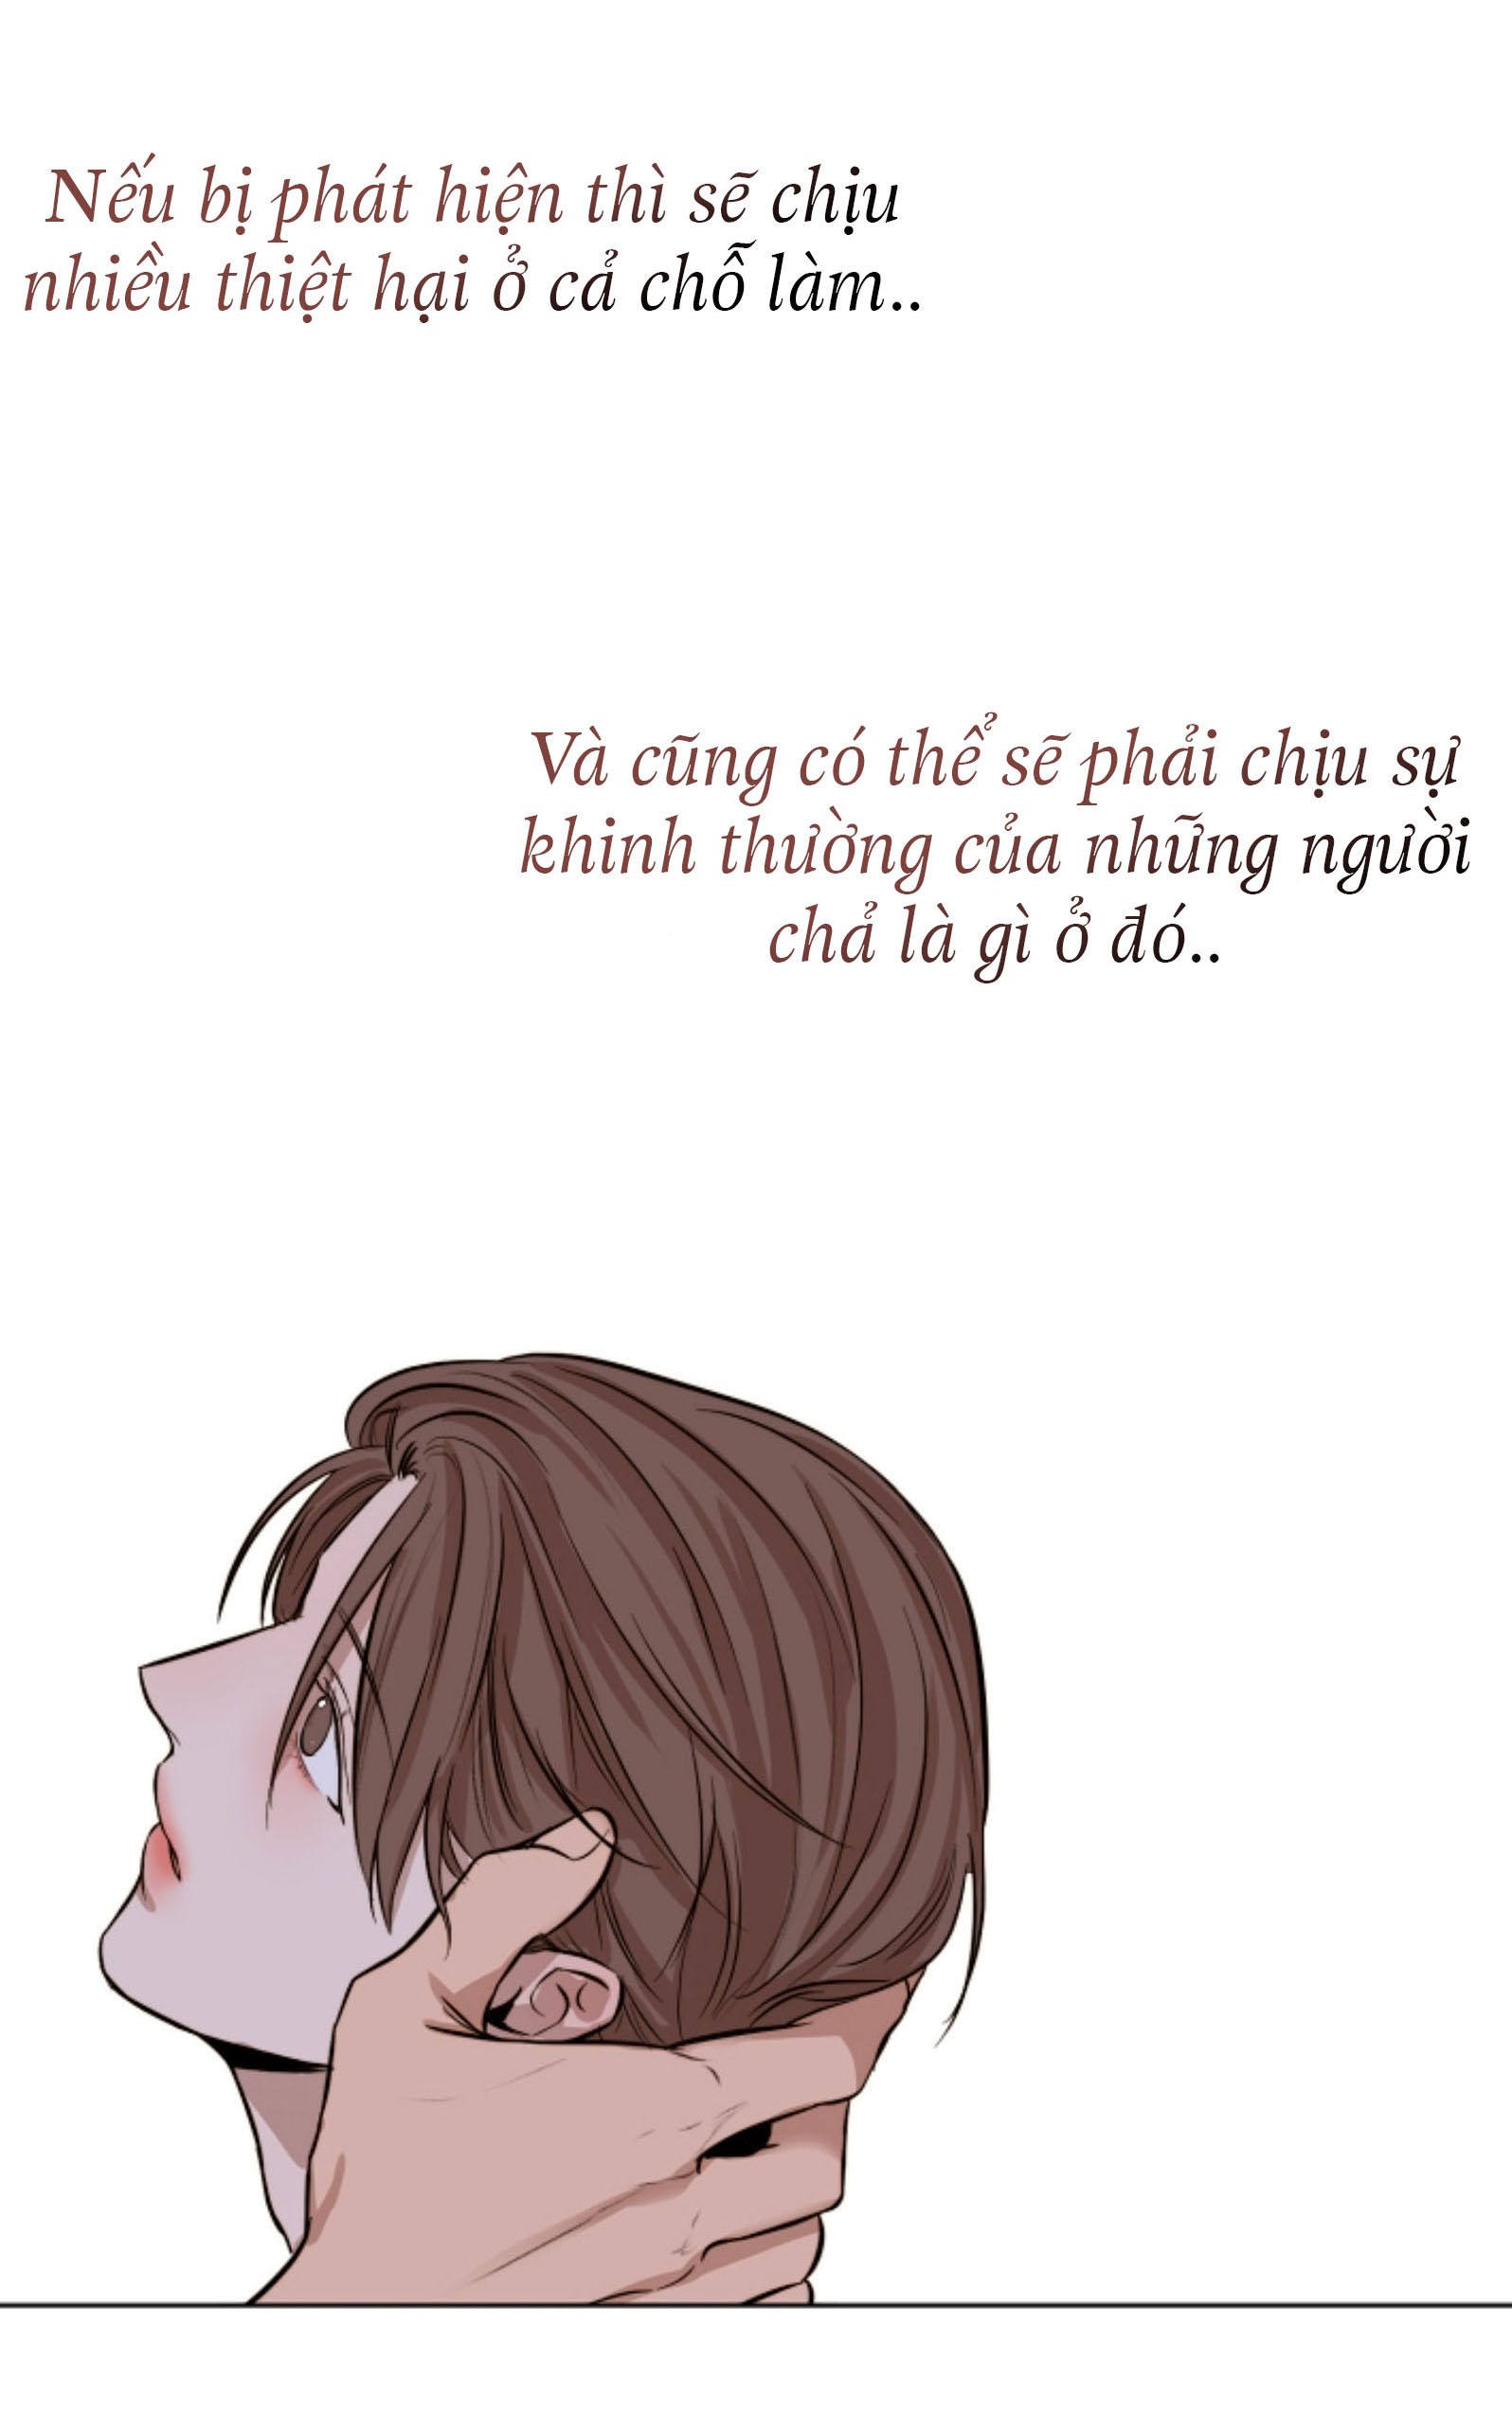 Nếu bị phát hiện thì sẽ chịu
nhiều thiệt hại ở cả chỗ làm..
Và cũng có thể sẽ phải chịu sự
khinh thường của những người
chả là gì ở đó..